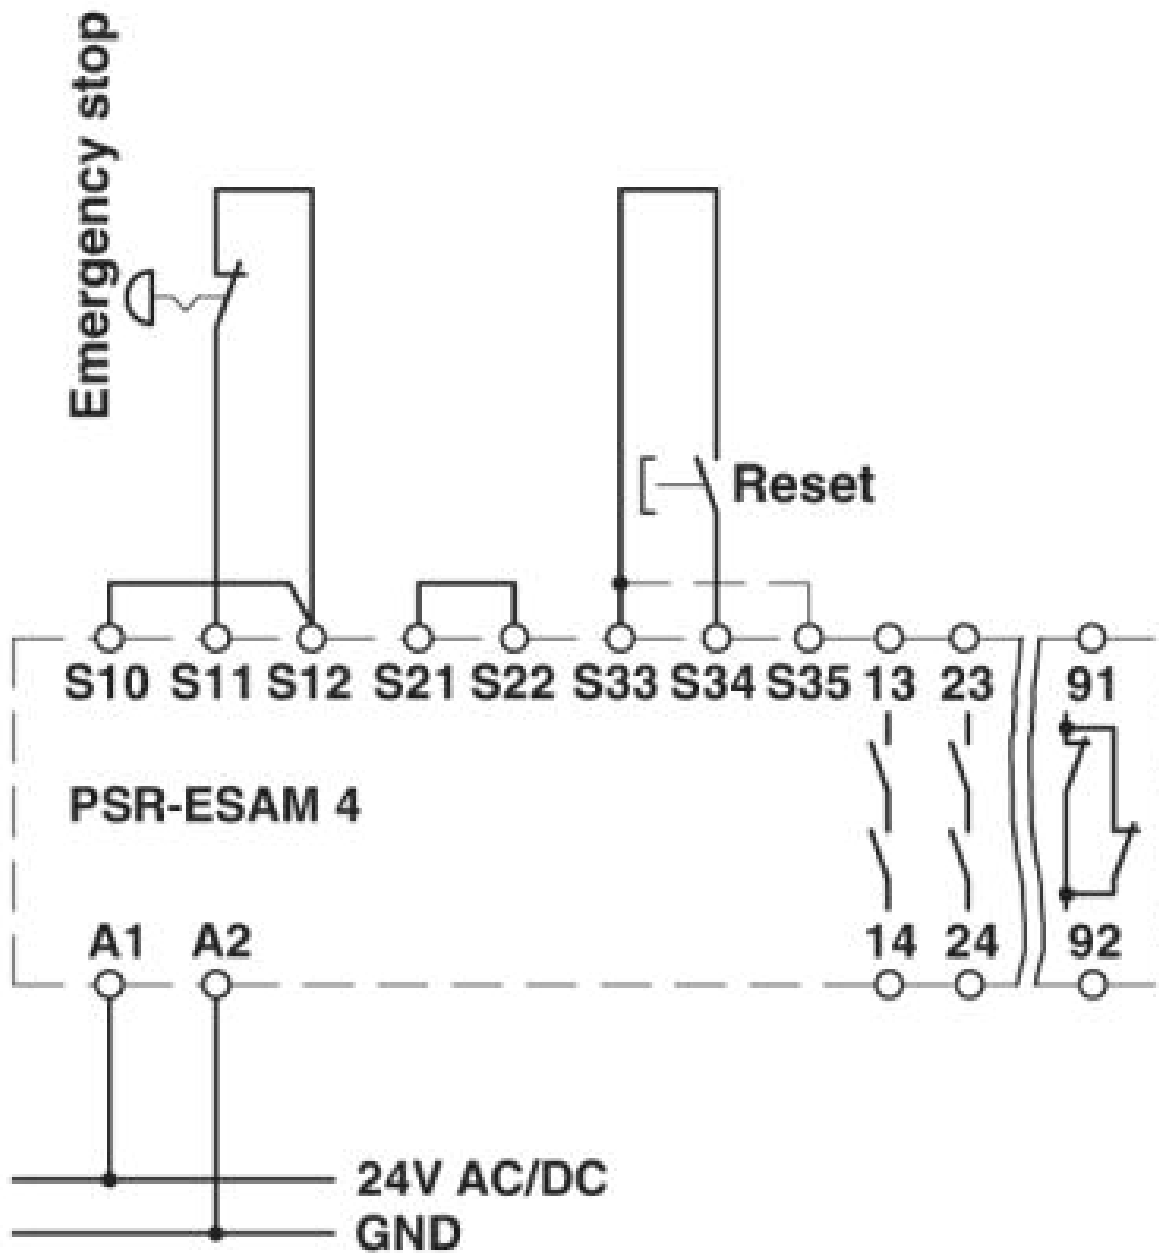 Emergency stop
Reset
S10 S11 S12 S21 S22 S33 S34 S35 13 23 91
PSR-ESAM 4
A1 A2 14 24 92
24V AC/DC
GND